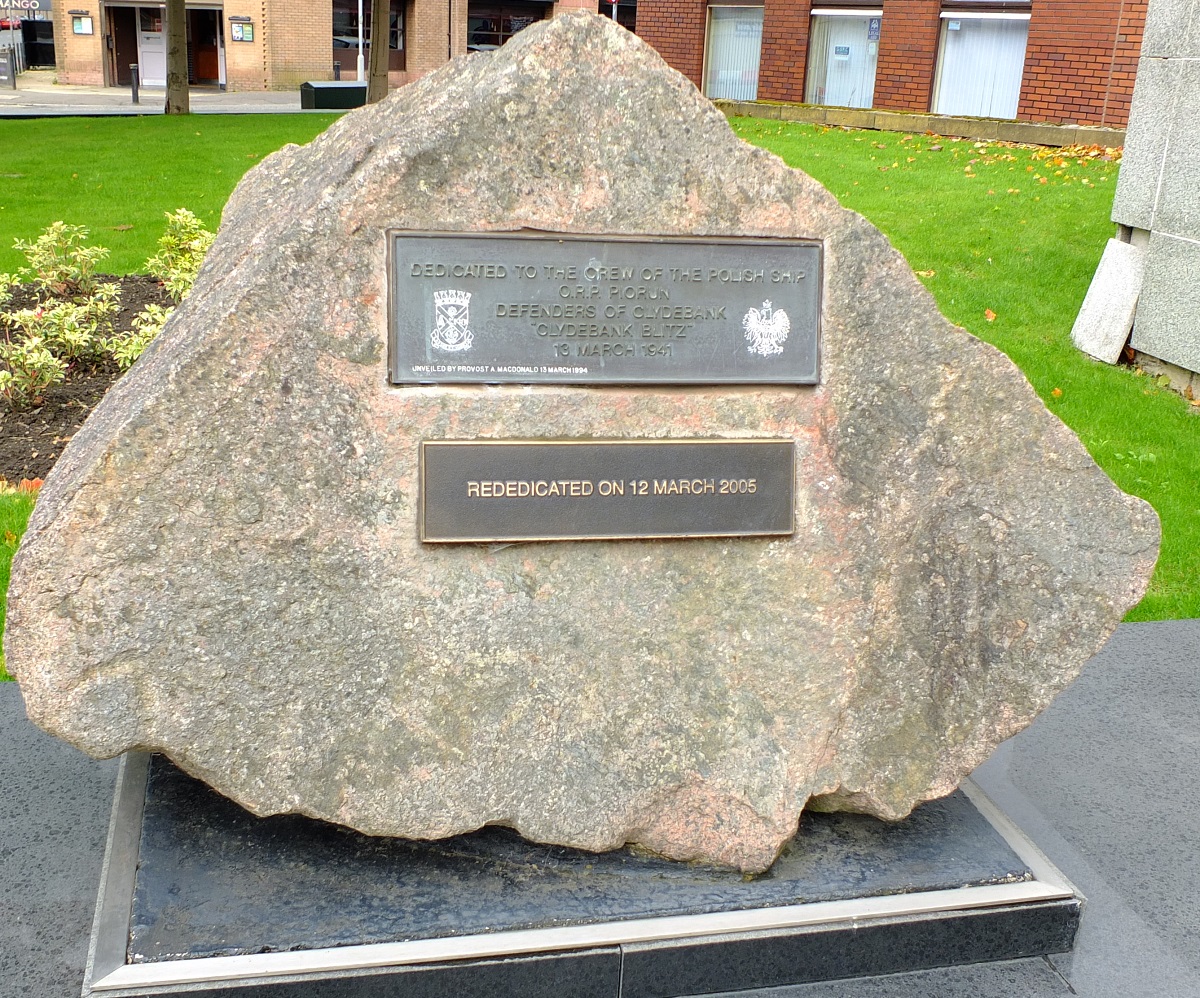 MANGO
DEDICATED TO THE CREW OF THE POLISH SHIP
O.R.P. PIORUN
DEFENDERS OF CLYDEBANK
"CLYDEBANK BLITZ"
13 MARCH 1941
UNVEILED BY PROVOST A. MACDONALD 13 MARCH 1994
REDEDICATED ON 12 MARCH 2005